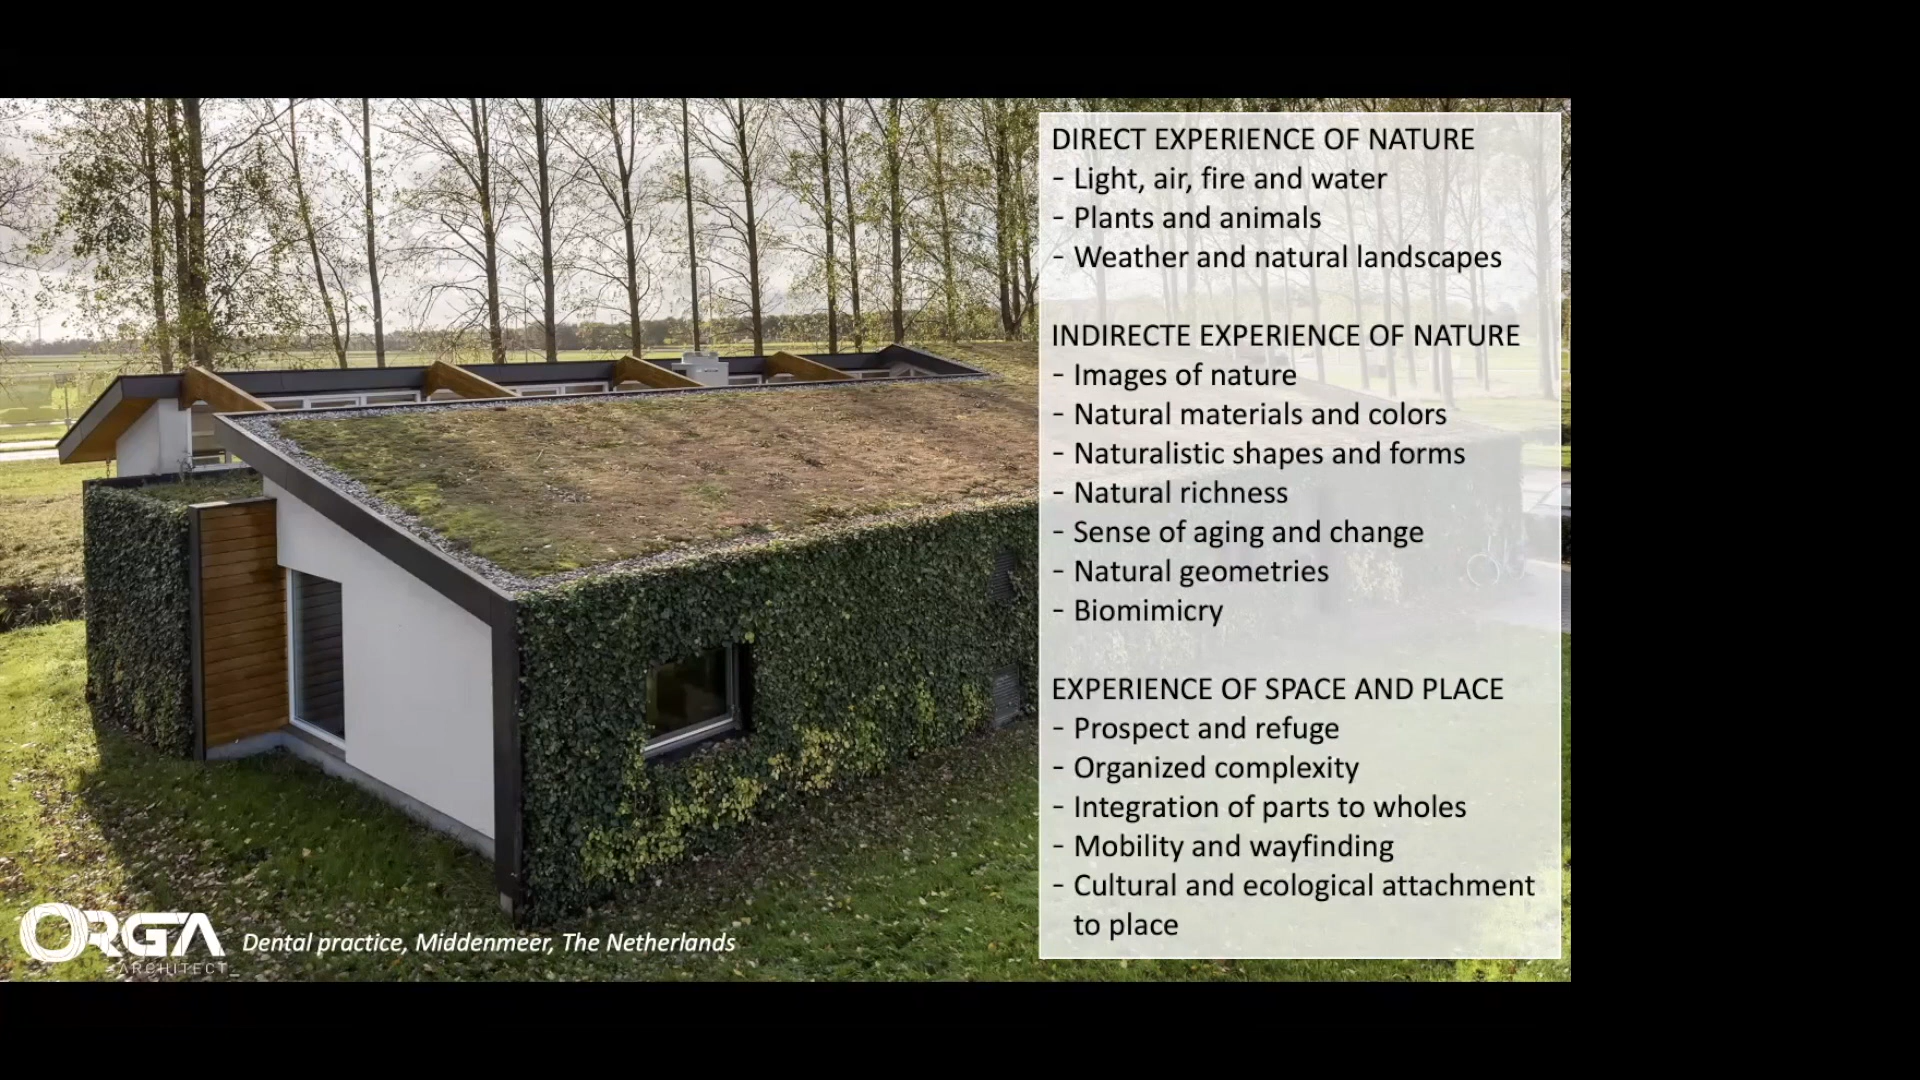 DIRECT EXPERIENCE OF NATURE
- Light, air, fire and water
- Plants and animals
- Weather and natural landscapes
INDIRECTE EXPERIENCE OF NATURE
- Images of nature
- Natural materials and colors
- Naturalistic shapes and forms
- Natural richness
- Sense of aging and change
- Natural geometries
- Biomimicry
EXPERIENCE OF SPACE AND PLACE
- Prospect and refuge
- Organized complexity
- Integration of parts to wholes
- Mobility and wayfinding
- Cultural and ecological attachment
to place
ORGA
ARCHITECT_
Dental practice, Middenmeer, The Netherlands